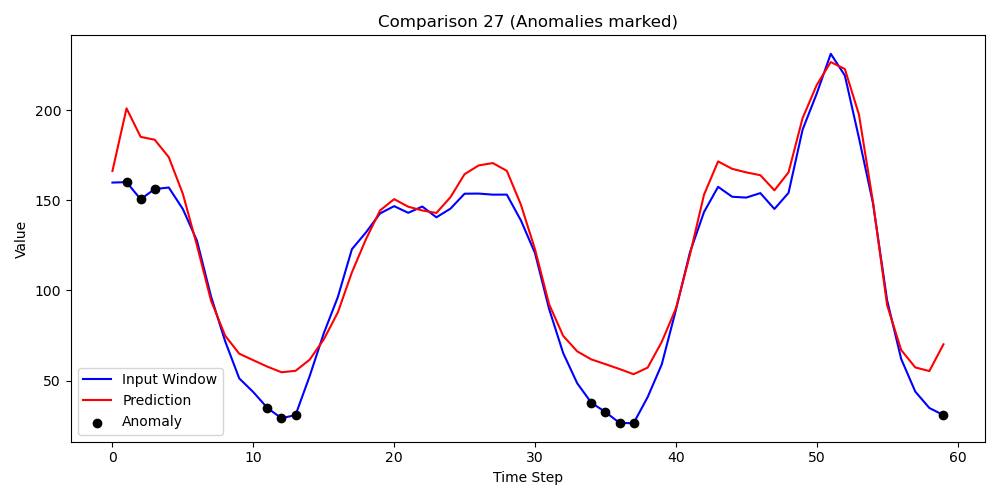 Comparison 27 (Anomalies marked)
Value
200
150
100
50
Input Window
Prediction
Anomaly
0 10 20 30 40 50 60
Time Step